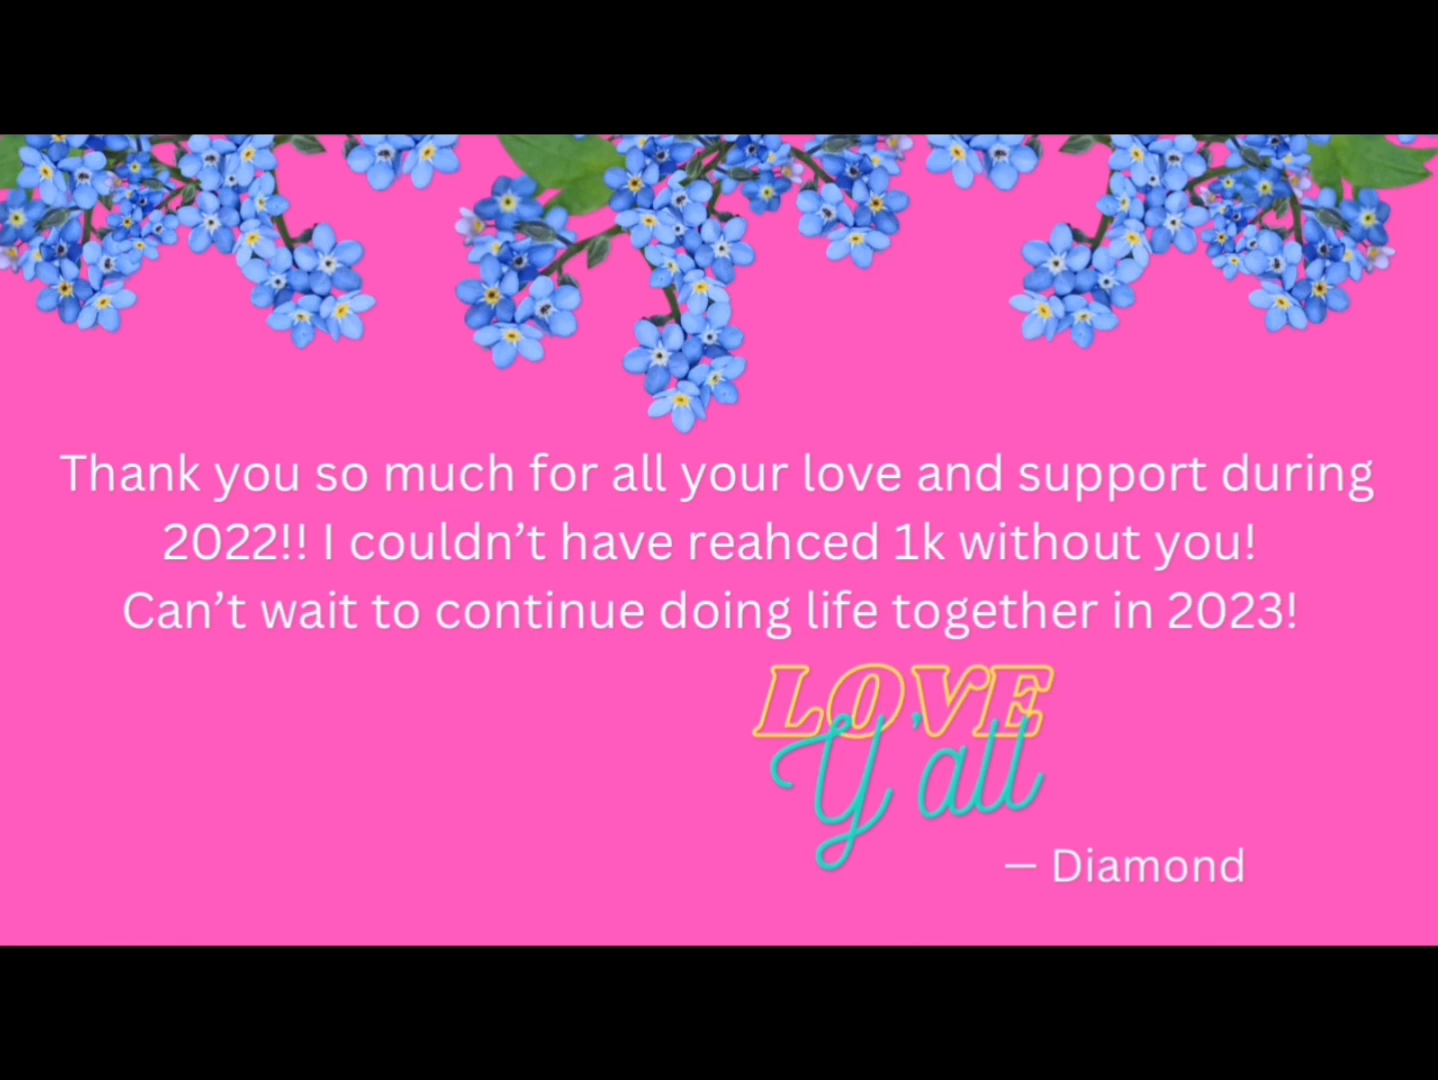 Thank you so much for all your love and support during
2022!! I couldn’t have reahced 1k without you!
Can’t wait to continue doing life together in 2023!
LOVE
Y'all
— Diamond